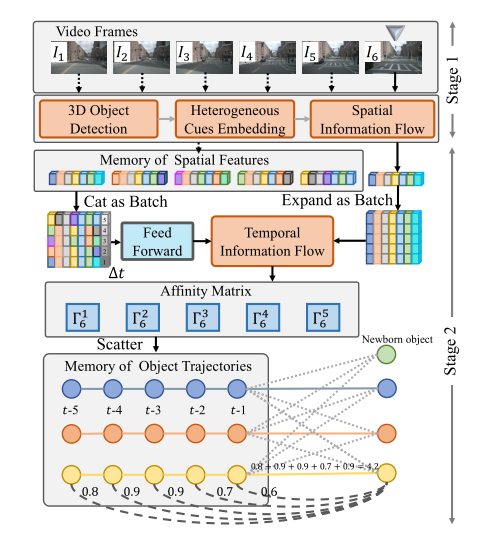 Video Frames
I₁ I₂ I₃ I₄ I₅ I₆
Stage 1
3D Object
Detection
Heterogeneous
Cues Embedding
Spatial
Information Flow
Memory of Spatial Features
Cat as Batch
Expand as Batch
5
4
3
2
1
Δt
Feed
Forward
Temporal
Information Flow
Affinity Matrix
Γ₆¹ Γ₆² Γ₆³ Γ₆⁴ Γ₆⁵
Stage 2
Scatter
Newborn object
Memory of Object Trajectories
t-5 t-4 t-3 t-2 t-1
0.8 + 0.9 + 0.9 + 0.7 + 0.9 = 4.2
0.8 0.9 0.9 0.7 0.6